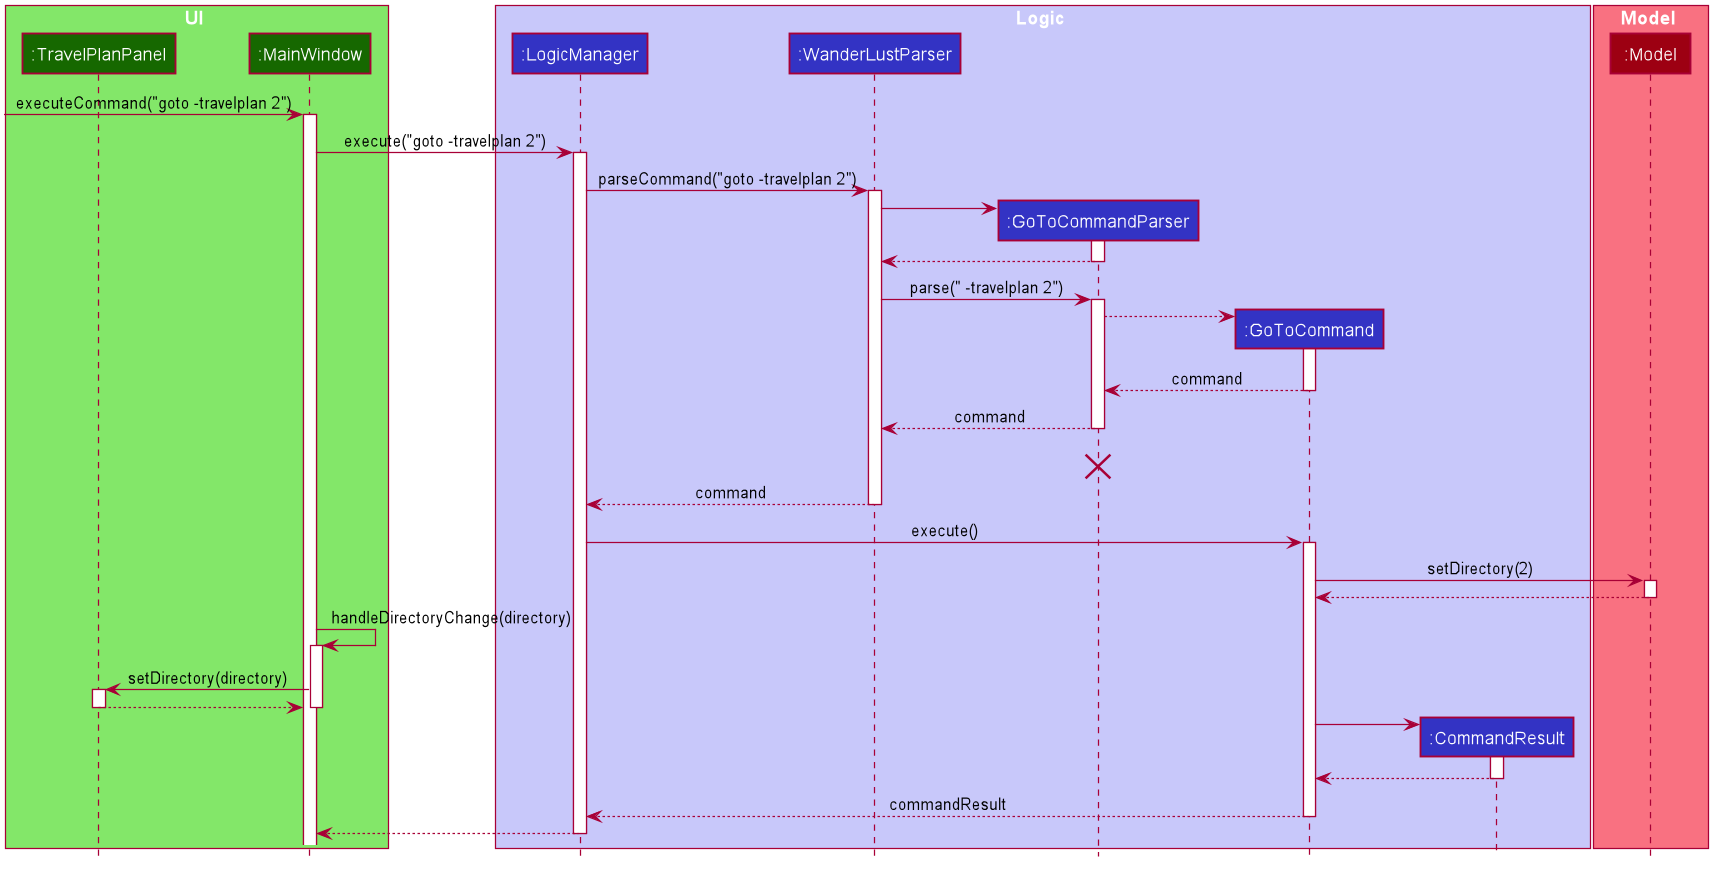 UI
Logic
Model
:TravelPlanPanel
:MainWindow
:LogicManager
:WanderLustParser
:Model
executeCommand("goto -travelplan 2")
execute("goto -travelplan 2")
parseCommand("goto -travelplan 2")
:GoToCommandParser
parse(" -travelplan 2")
:GoToCommand
command
command
command
execute()
setDirectory(2)
handleDirectoryChange(directory)
setDirectory(directory)
:CommandResult
commandResult